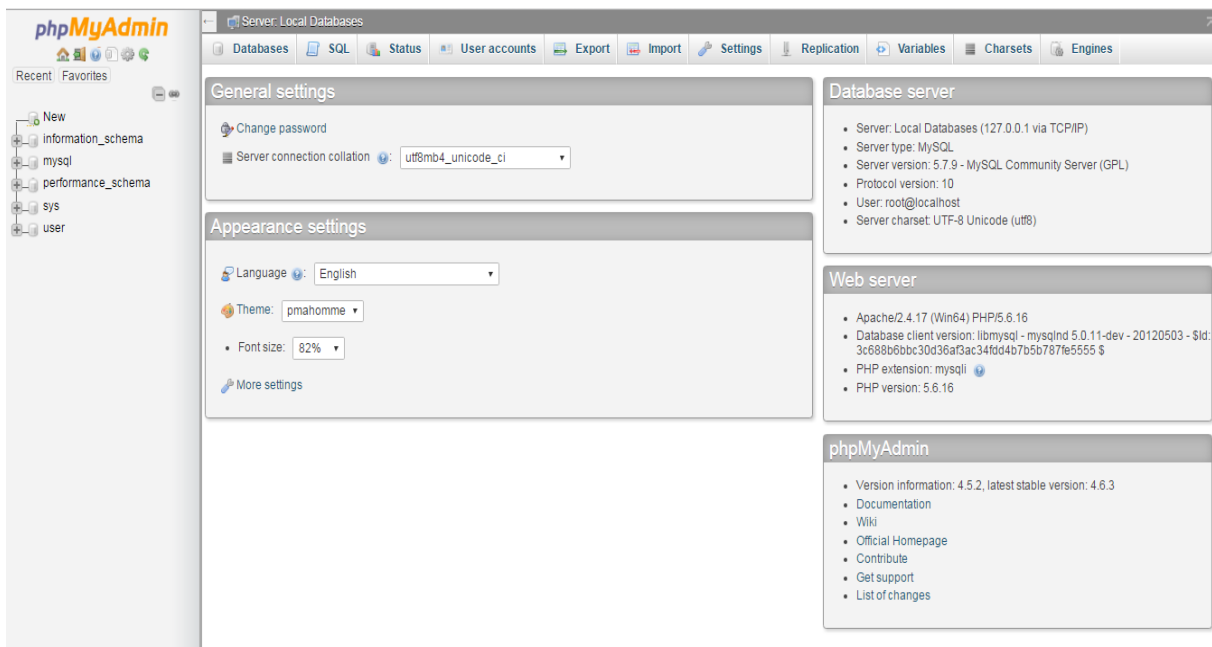 phpMyAdmin
Recent Favorites
New
information_schema
mysql
performance_schema
sys
user
Server: Local Databases
Databases SQL Status User accounts Export Import Settings Replication Variables Charsets Engines
General settings
Change password
Server connection collation : utf8mb4_unicode_ci
Appearance settings
Language : English
Theme: pmahomme
Font size: 82%
More settings
Database server
Server: Local Databases (127.0.0.1 via TCP/IP)
Server type: MySQL
Server version: 5.7.9 - MySQL Community Server (GPL)
Protocol version: 10
User: root@localhost
Server charset: UTF-8 Unicode (utf8)
Web server
Apache/2.4.17 (Win64) PHP/5.6.16
Database client version: libmysql - mysqlnd 5.0.11-dev - 20120503 - $Id:
3c688b6bbc30d36af3ac34fdd4b7b5b787fe5555 $
PHP extension: mysqli
PHP version: 5.6.16
phpMyAdmin
Version information: 4.5.2, latest stable version: 4.6.3
Documentation
Wiki
Official Homepage
Contribute
Get support
List of changes